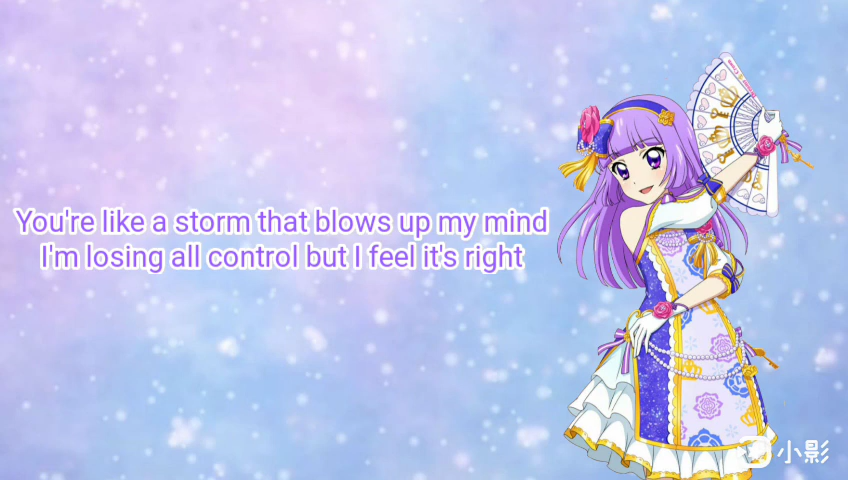 You're like a storm that blows up my mind
I'm losing all control but I feel it's right
小影